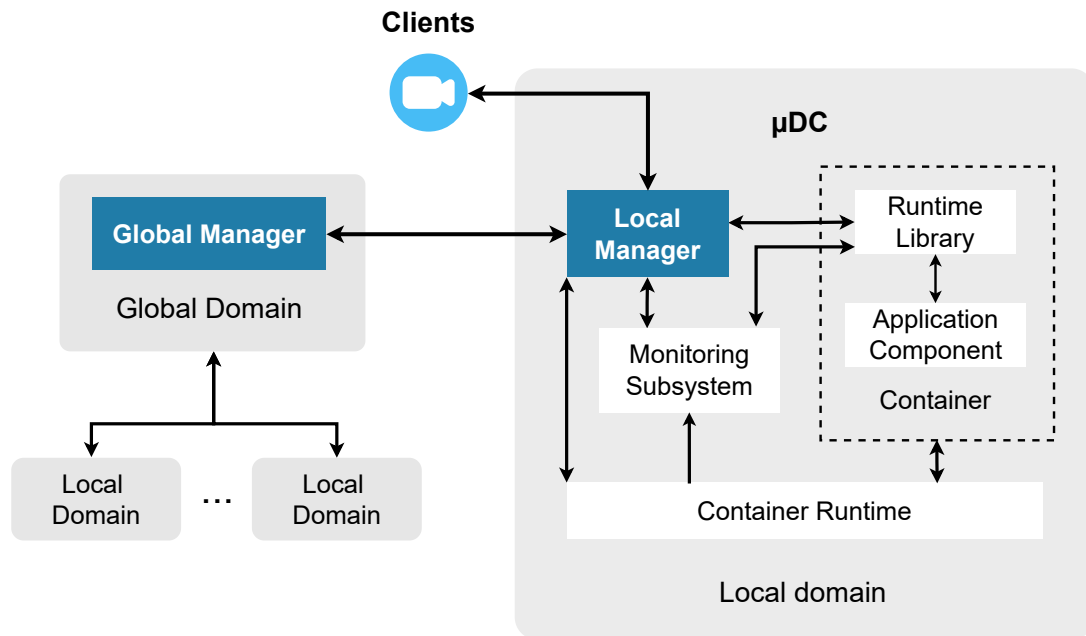 Clients
µDC
Global Manager
Global Domain
Local
Manager
Runtime
Library
Application
Component
Container
Monitoring
Subsystem
Local
Domain
...
Local
Domain
Container Runtime
Local domain